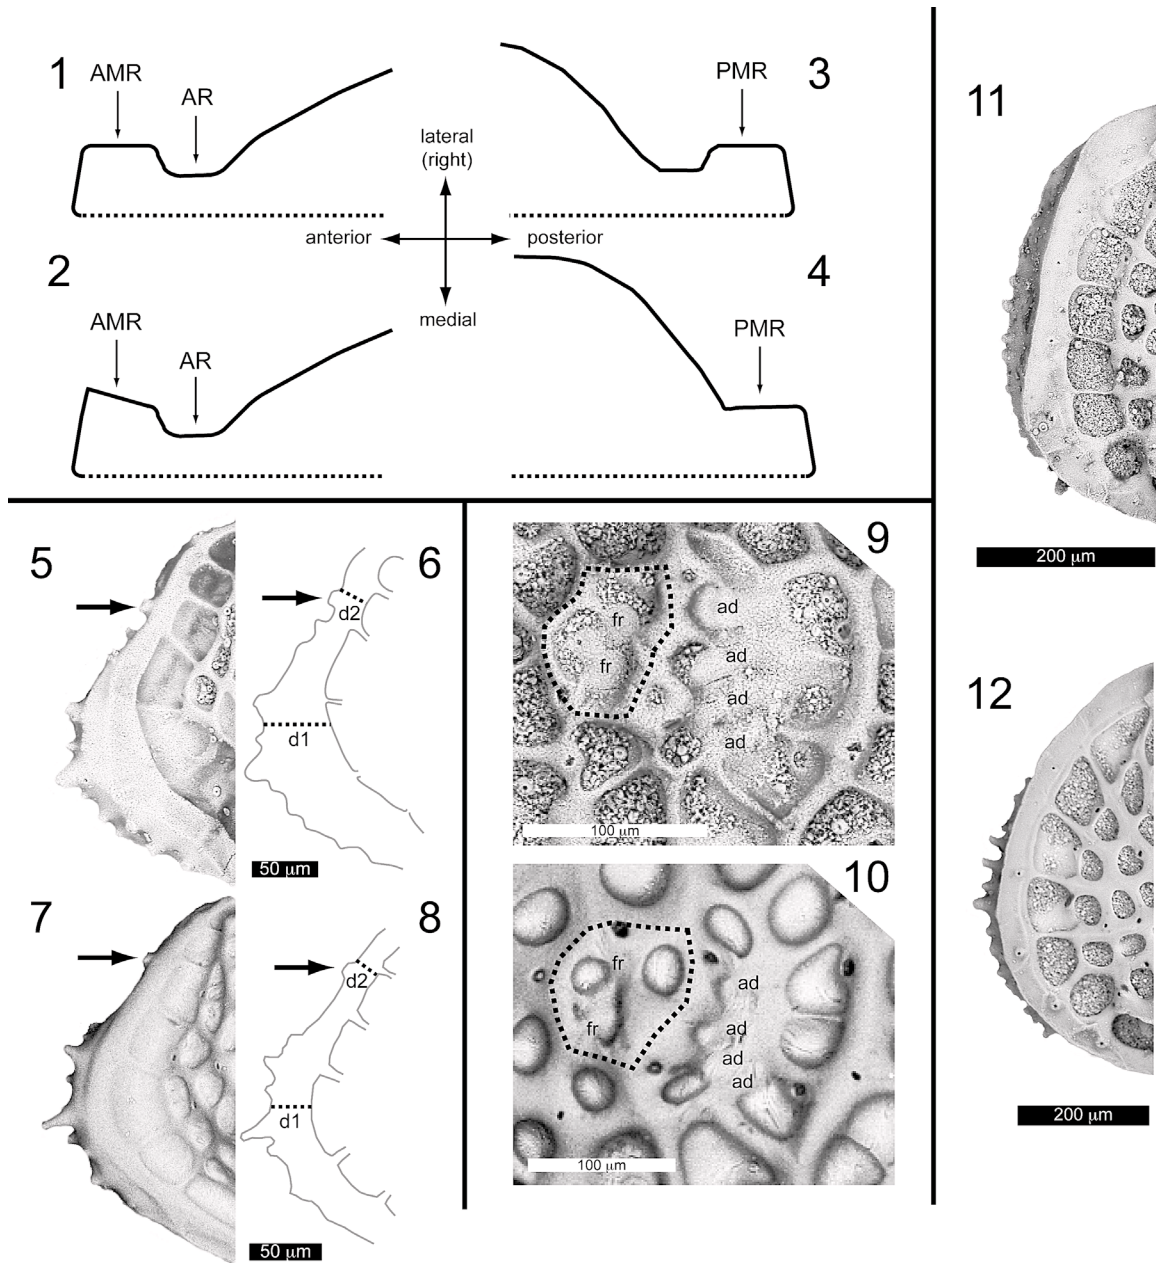 1
AMR
AR
3
PMR
lateral
(right)
anterior
posterior
medial
2
AMR
AR
4
PMR
5
6
d2
d1
50 µm
7
8
d2
d1
50 µm
9
fr
fr
ad
ad
ad
ad
100 µm
10
fr
fr
ad
ad
ad
ad
100 µm
11
200 µm
12
200 µm